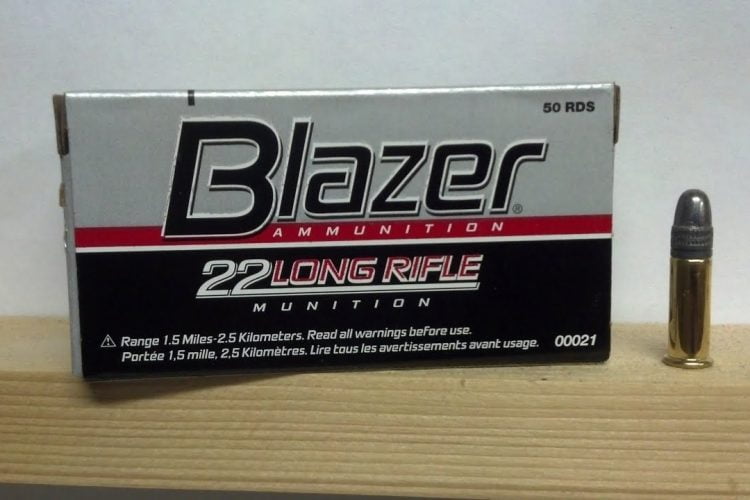 50 RDS
Blazer®
AMMUNITION
22 LONG RIFLE
MUNITION
⚠ Range 1.5 Miles-2.5 Kilometers. Read all warnings before use.
Portée 1,5 mille, 2,5 Kilomètres. Lire tous les avertissements avant usage.
00021